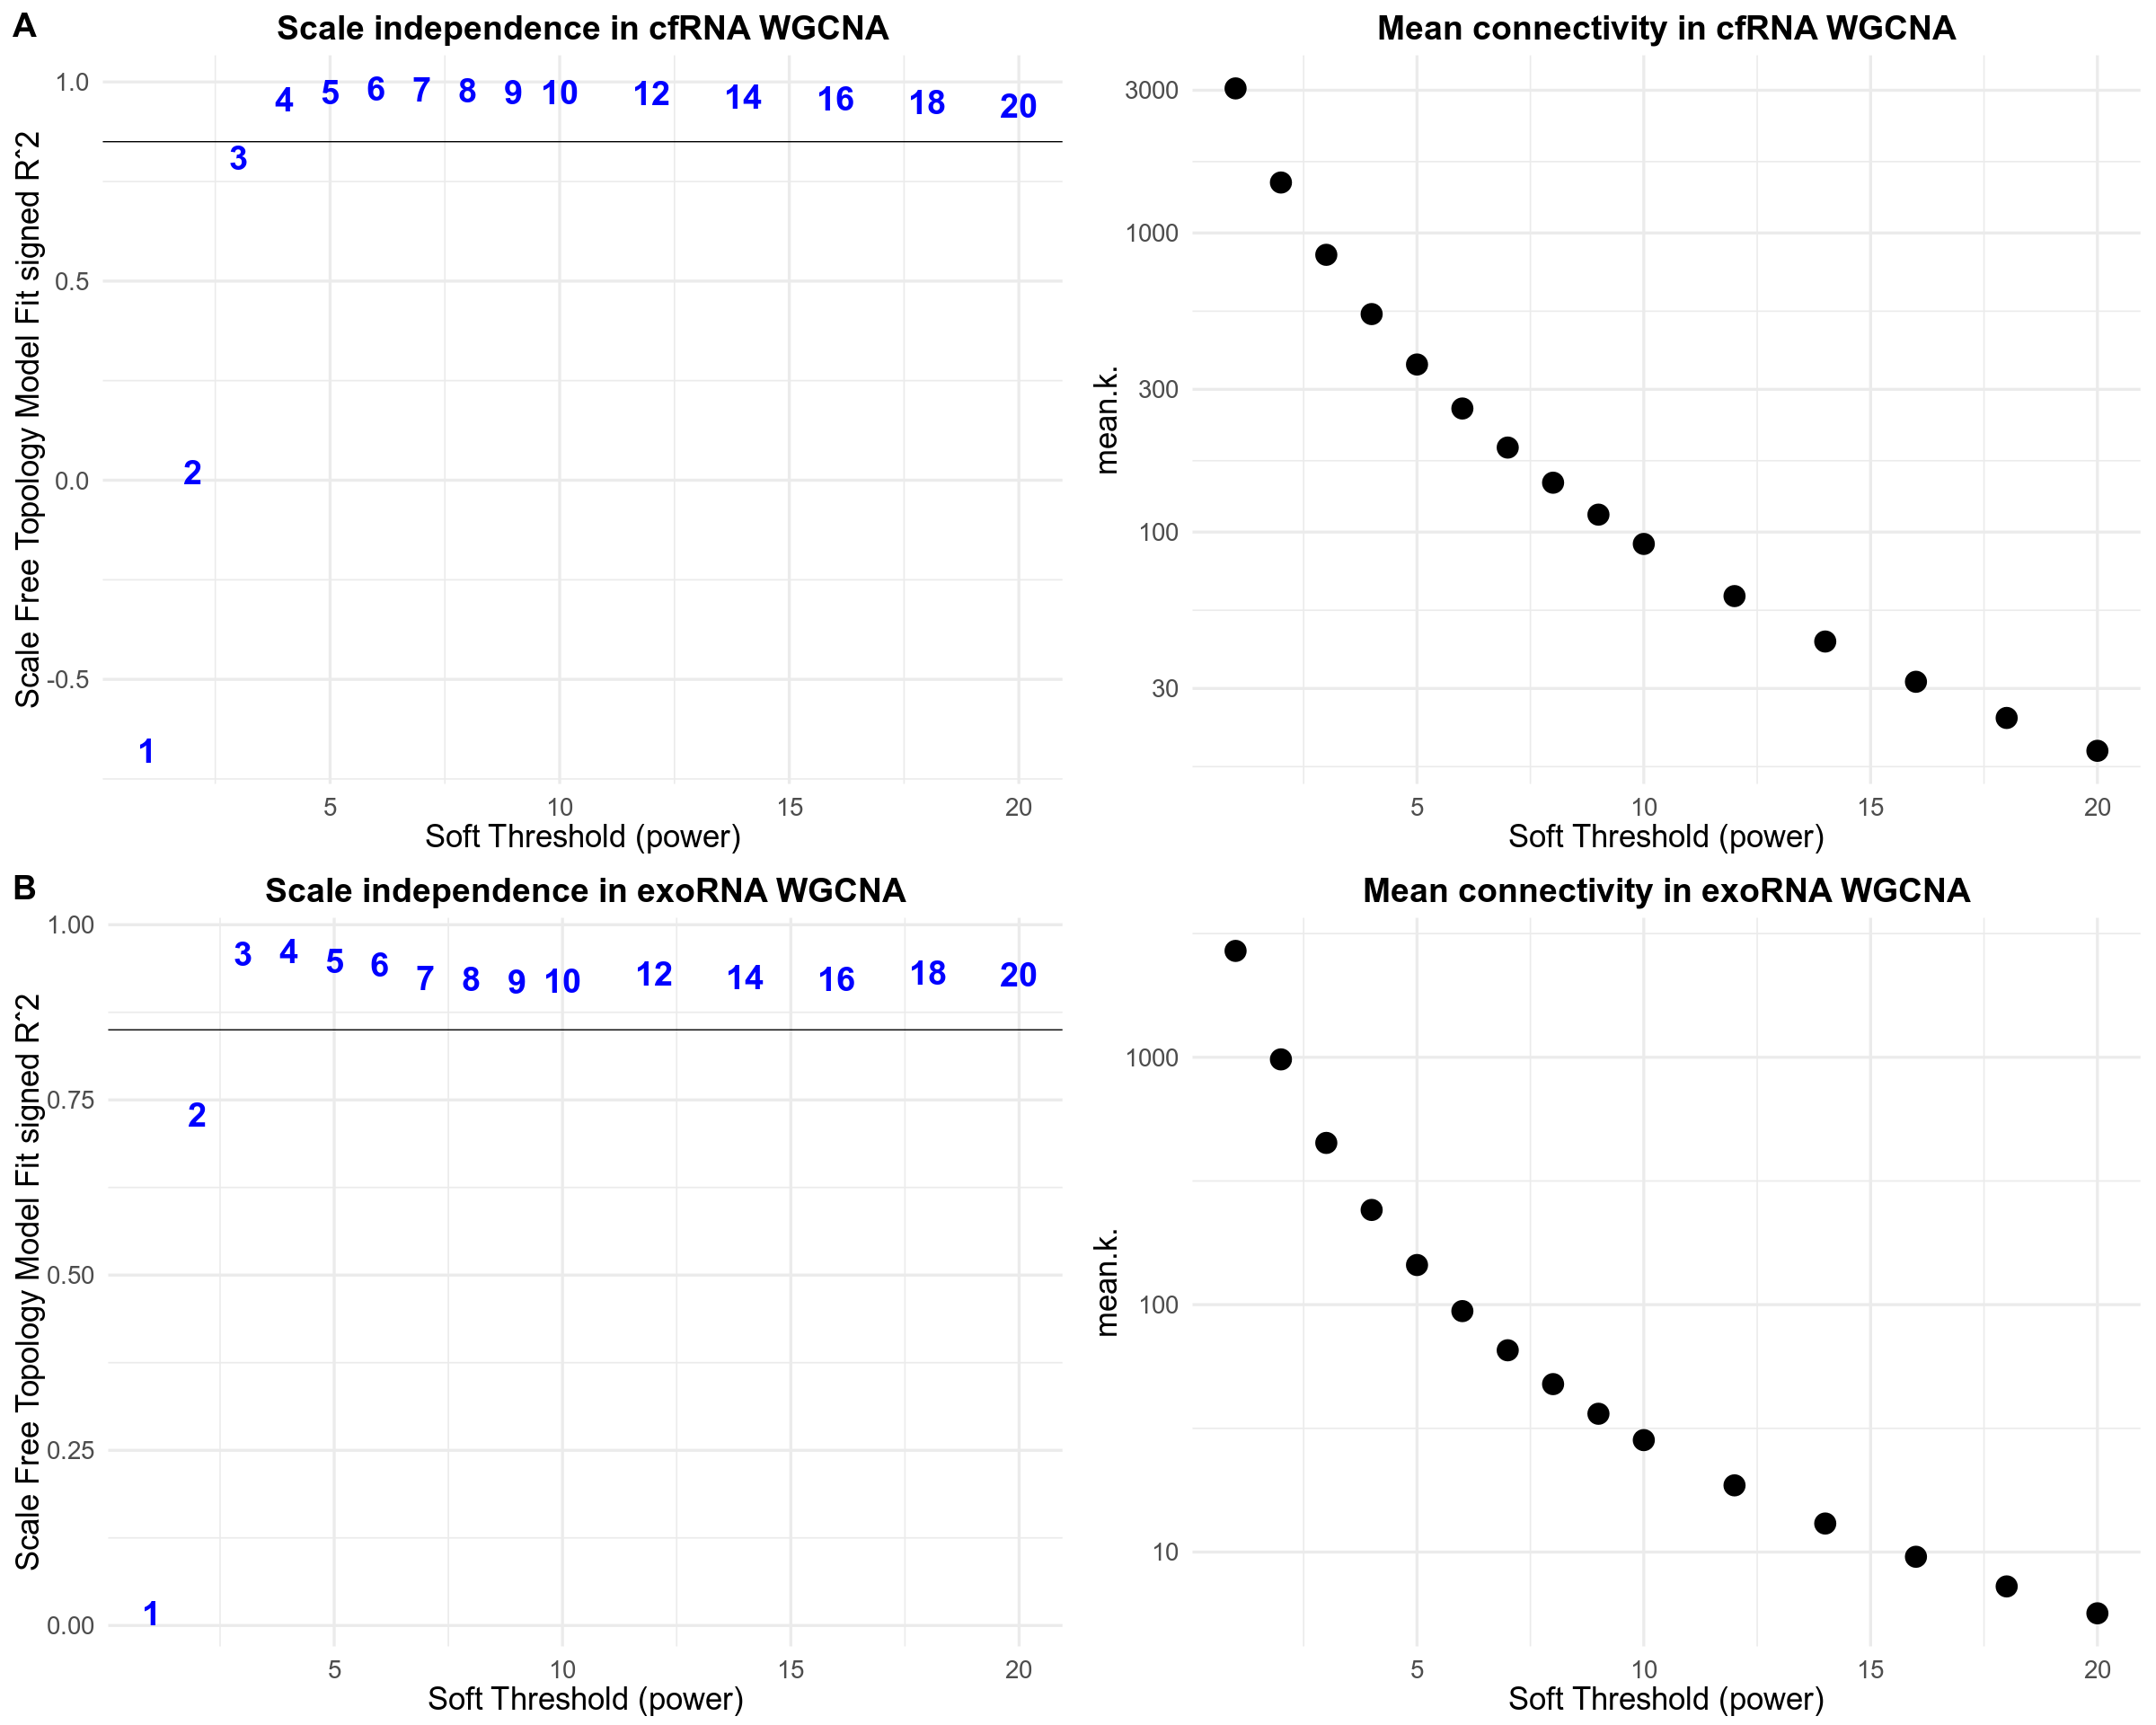 A
Scale independence in cfRNA WGCNA
Scale Free Topology Model Fit signed R^2
1.0
0.5
0.0
-0.5
1
2
3
4 5 6 7 8 9 10 12 14 16 18 20
5 10 15 20
Soft Threshold (power)
Mean connectivity in cfRNA WGCNA
mean.k.
3000
1000
300
100
30
5 10 15 20
Soft Threshold (power)
B
Scale independence in exoRNA WGCNA
Scale Free Topology Model Fit signed R^2
1.00
0.75
0.50
0.25
0.00
1
2
3 4 5 6 7 8 9 10 12 14 16 18 20
5 10 15 20
Soft Threshold (power)
Mean connectivity in exoRNA WGCNA
mean.k.
1000
100
10
5 10 15 20
Soft Threshold (power)